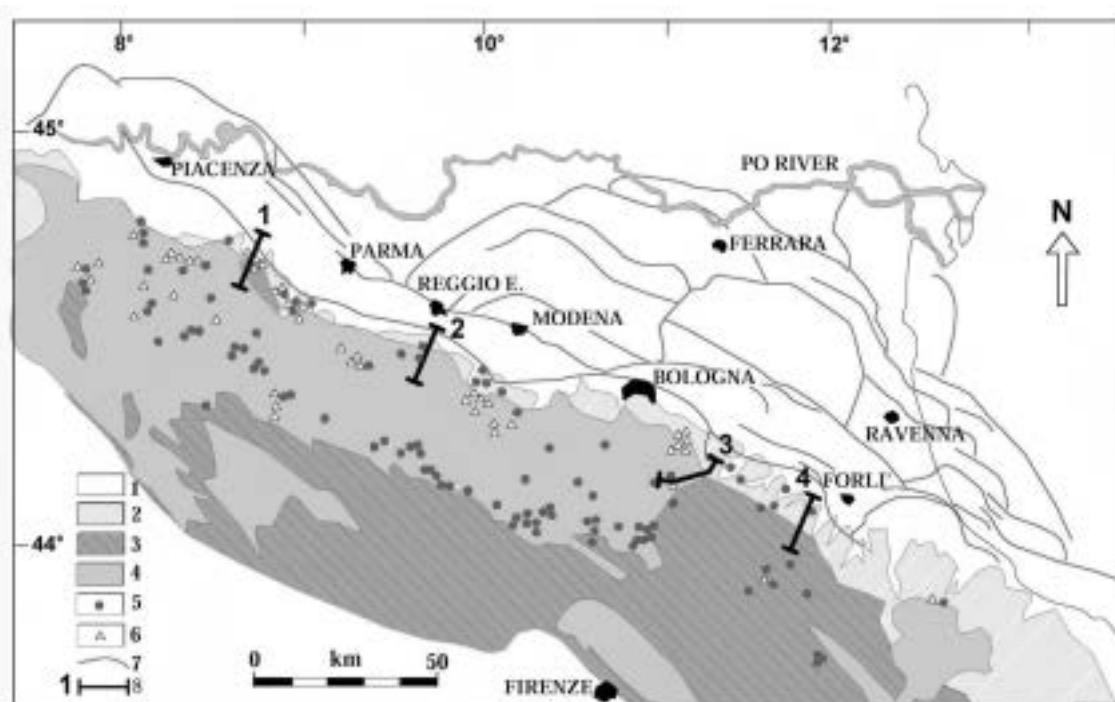 8° 10° 12°
45°
PIACENZA
PO RIVER
N
1
PARMA
FERRARA
REGGIO E.
2
MODENA
BOLOGNA
RAVENNA
3
4
FORLI'
44°
1
2
3
4
5
6
7
1 8
0 km 50
FIRENZE